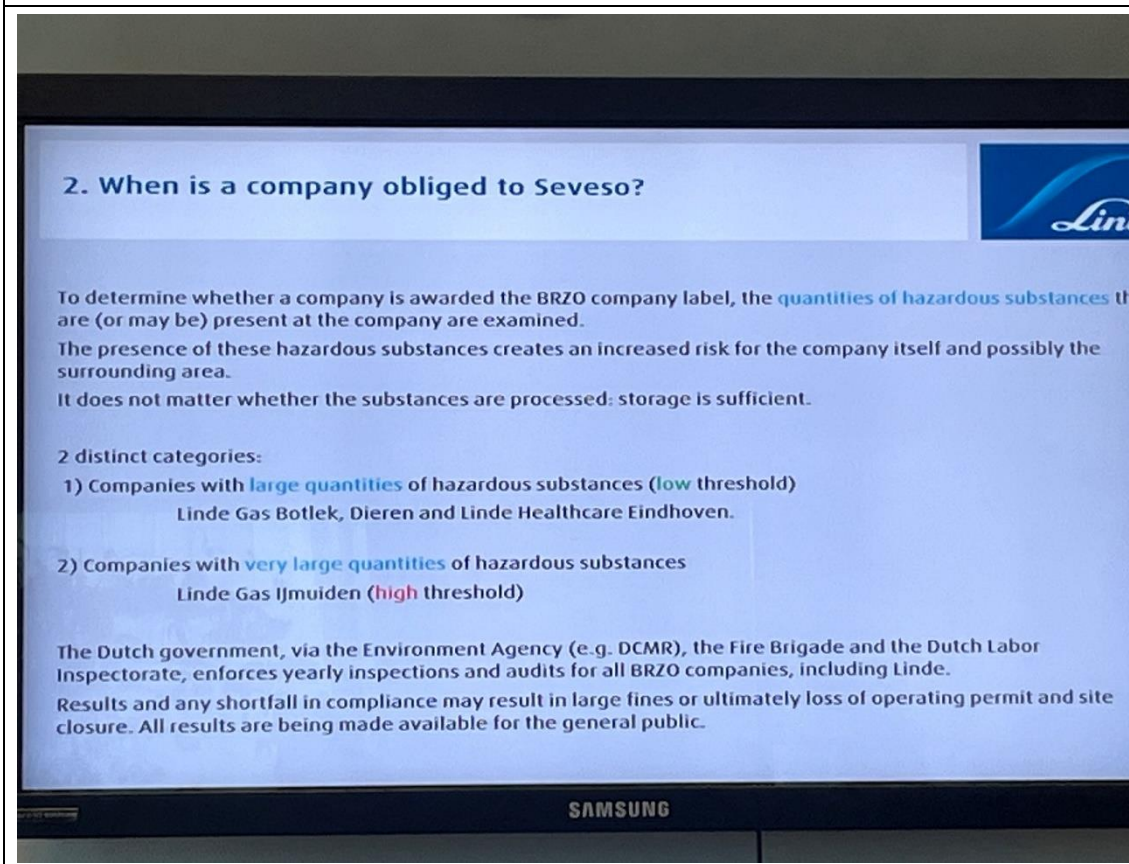 2. When is a company obliged to Seveso?
Lin
To determine whether a company is awarded the BRZO company label, the quantities of hazardous substances th
are (or may be) present at the company are examined.
The presence of these hazardous substances creates an increased risk for the company itself and possibly the
surrounding area.
It does not matter whether the substances are processed: storage is sufficient.
2 distinct categories:
1) Companies with large quantities of hazardous substances (low threshold)
Linde Gas Botlek, Dieren and Linde Healthcare Eindhoven.
2) Companies with very large quantities of hazardous substances
Linde Gas IJmuiden (high threshold)
The Dutch government, via the Environment Agency (e.g. DCMR), the Fire Brigade and the Dutch Labor
Inspectorate, enforces yearly inspections and audits for all BRZO companies, including Linde.
Results and any shortfall in compliance may result in large fines or ultimately loss of operating permit and site
closure. All results are being made available for the general public.
SAMSUNG